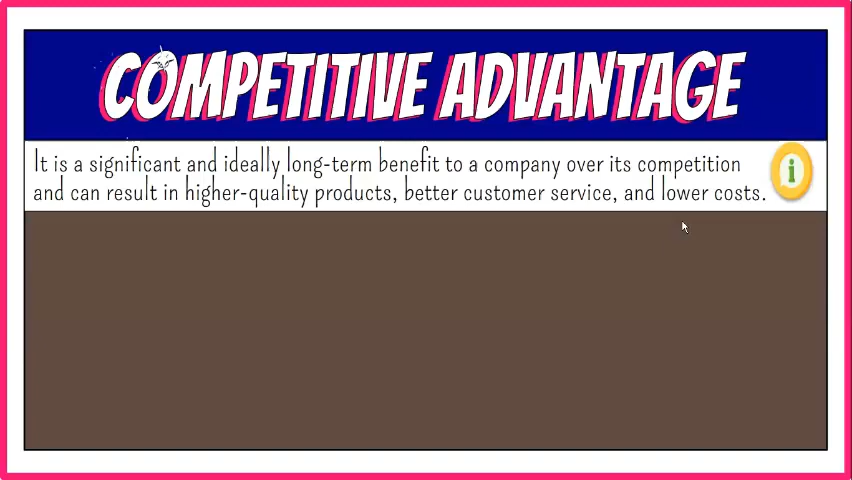 COMPETITIVE ADVANTAGE
It is a significant and ideally long-term benefit to a company over its competition
and can result in higher-quality products, better customer service, and lower costs.
i